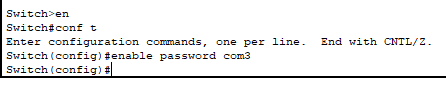 Switch>en
Switch#conf t
Enter configuration commands, one per line.  End with CNTL/Z.
Switch(config)#enable password com3
Switch(config)#